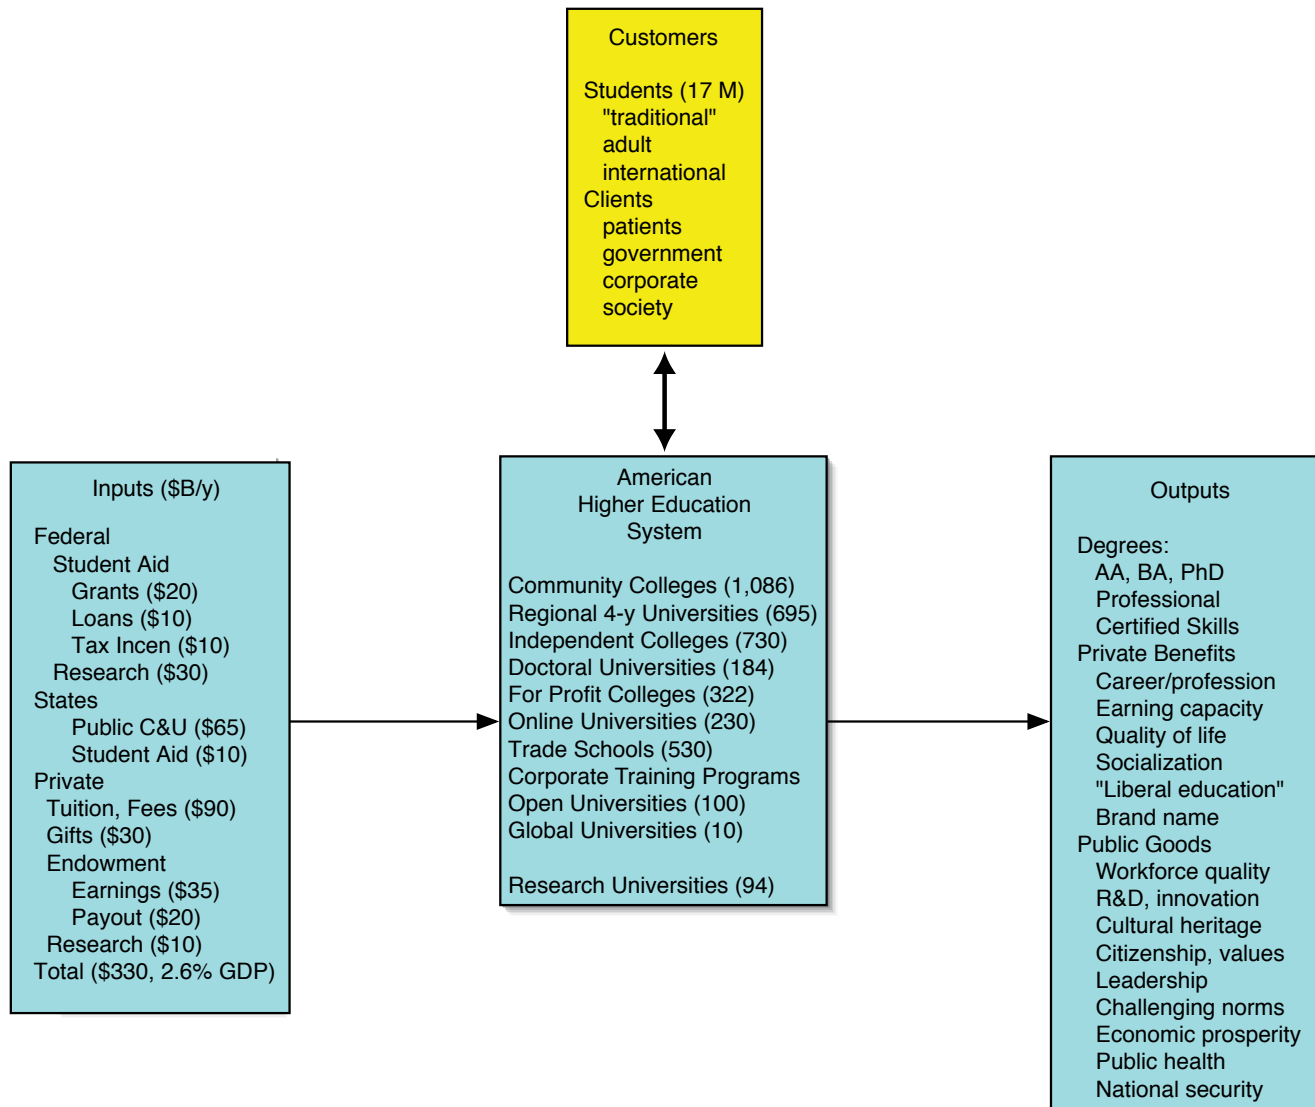 Customers
Students (17 M)
"traditional"
adult
international
Clients
patients
government
corporate
society
Inputs ($B/y)
Federal
Student Aid
Grants ($20)
Loans ($10)
Tax Incen ($10)
Research ($30)
States
Public C&U ($65)
Student Aid ($10)
Private
Tuition, Fees ($90)
Gifts ($30)
Endowment
Earnings ($35)
Payout ($20)
Research ($10)
Total ($330, 2.6% GDP)
American
Higher Education
System
Community Colleges (1,086)
Regional 4-y Universities (695)
Independent Colleges (730)
Doctoral Universities (184)
For Profit Colleges (322)
Online Universities (230)
Trade Schools (530)
Corporate Training Programs
Open Universities (100)
Global Universities (10)
Research Universities (94)
Outputs
Degrees:
AA, BA, PhD
Professional
Certified Skills
Private Benefits
Career/profession
Earning capacity
Quality of life
Socialization
"Liberal education"
Brand name
Public Goods
Workforce quality
R&D, innovation
Cultural heritage
Citizenship, values
Leadership
Challenging norms
Economic prosperity
Public health
National security